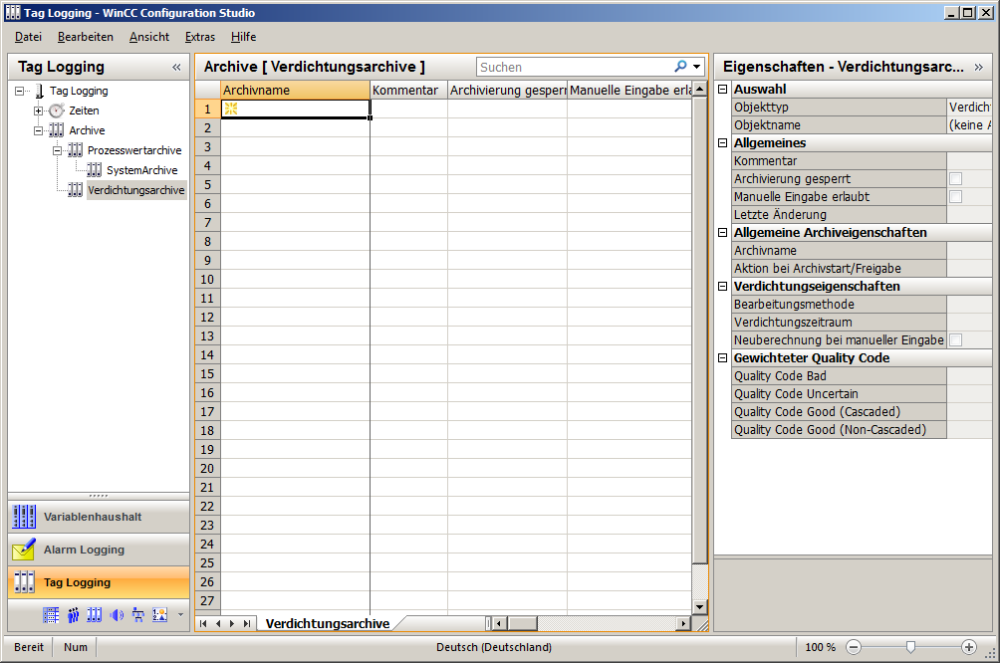 Tag Logging - WinCC Configuration Studio
Datei Bearbeiten Ansicht Extras Hilfe
Tag Logging «
Tag Logging
Zeiten
Archive
Prozesswertarchive
SystemArchive
Verdichtungsarchive
Variablenhaushalt
Alarm Logging
Tag Logging
Archive [ Verdichtungsarchive ] Suchen
Archivname Kommentar Archivierung gesperr Manuelle Eingabe erla
1
2
3
4
5
6
7
8
9
10
11
12
13
14
15
16
17
18
19
20
21
22
23
24
25
26
27
Verdichtungsarchive
Eigenschaften - Verdichtungsarc... »
Auswahl
Objekttyp Verdicht
Objektname (keine A
Allgemeines
Kommentar
Archivierung gesperrt
Manuelle Eingabe erlaubt
Letzte Änderung
Allgemeine Archiveigenschaften
Archivname
Aktion bei Archivstart/Freigabe
Verdichtungseigenschaften
Bearbeitungsmethode
Verdichtungszeitraum
Neuberechnung bei manueller Eingabe
Gewichteter Quality Code
Quality Code Bad
Quality Code Uncertain
Quality Code Good (Cascaded)
Quality Code Good (Non-Cascaded)
Bereit Num Deutsch (Deutschland) 100 %